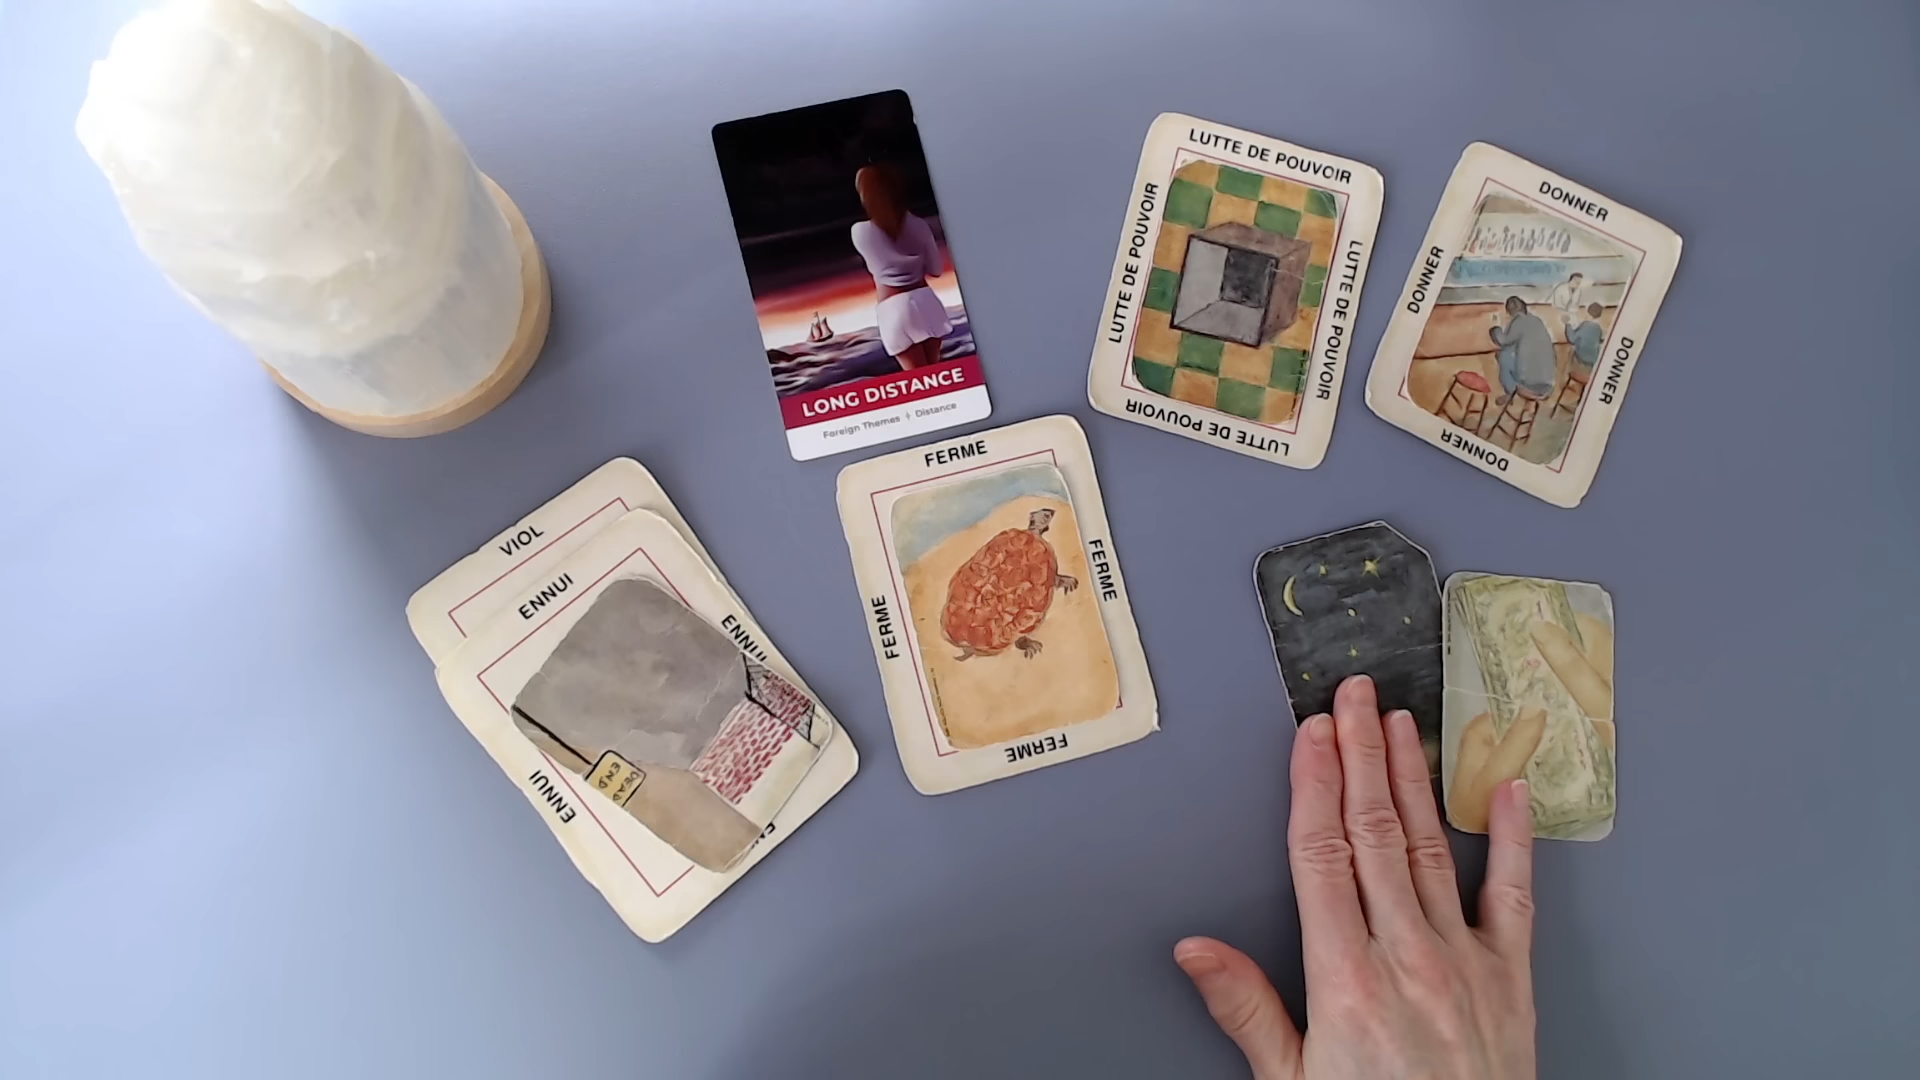 LONG DISTANCE
Foreign Themes + Distance
LUTTE DE POUVOIR
LUTTE DE POUVOIR
LUTTE DE POUVOIR
LUTTE DE POUVOIR
DONNER
DONNER
DONNER
DONNER
VIOL
ENNUI
ENNUI
ENNUI
DEAD
END
FERME
FERME
FERME
FERME